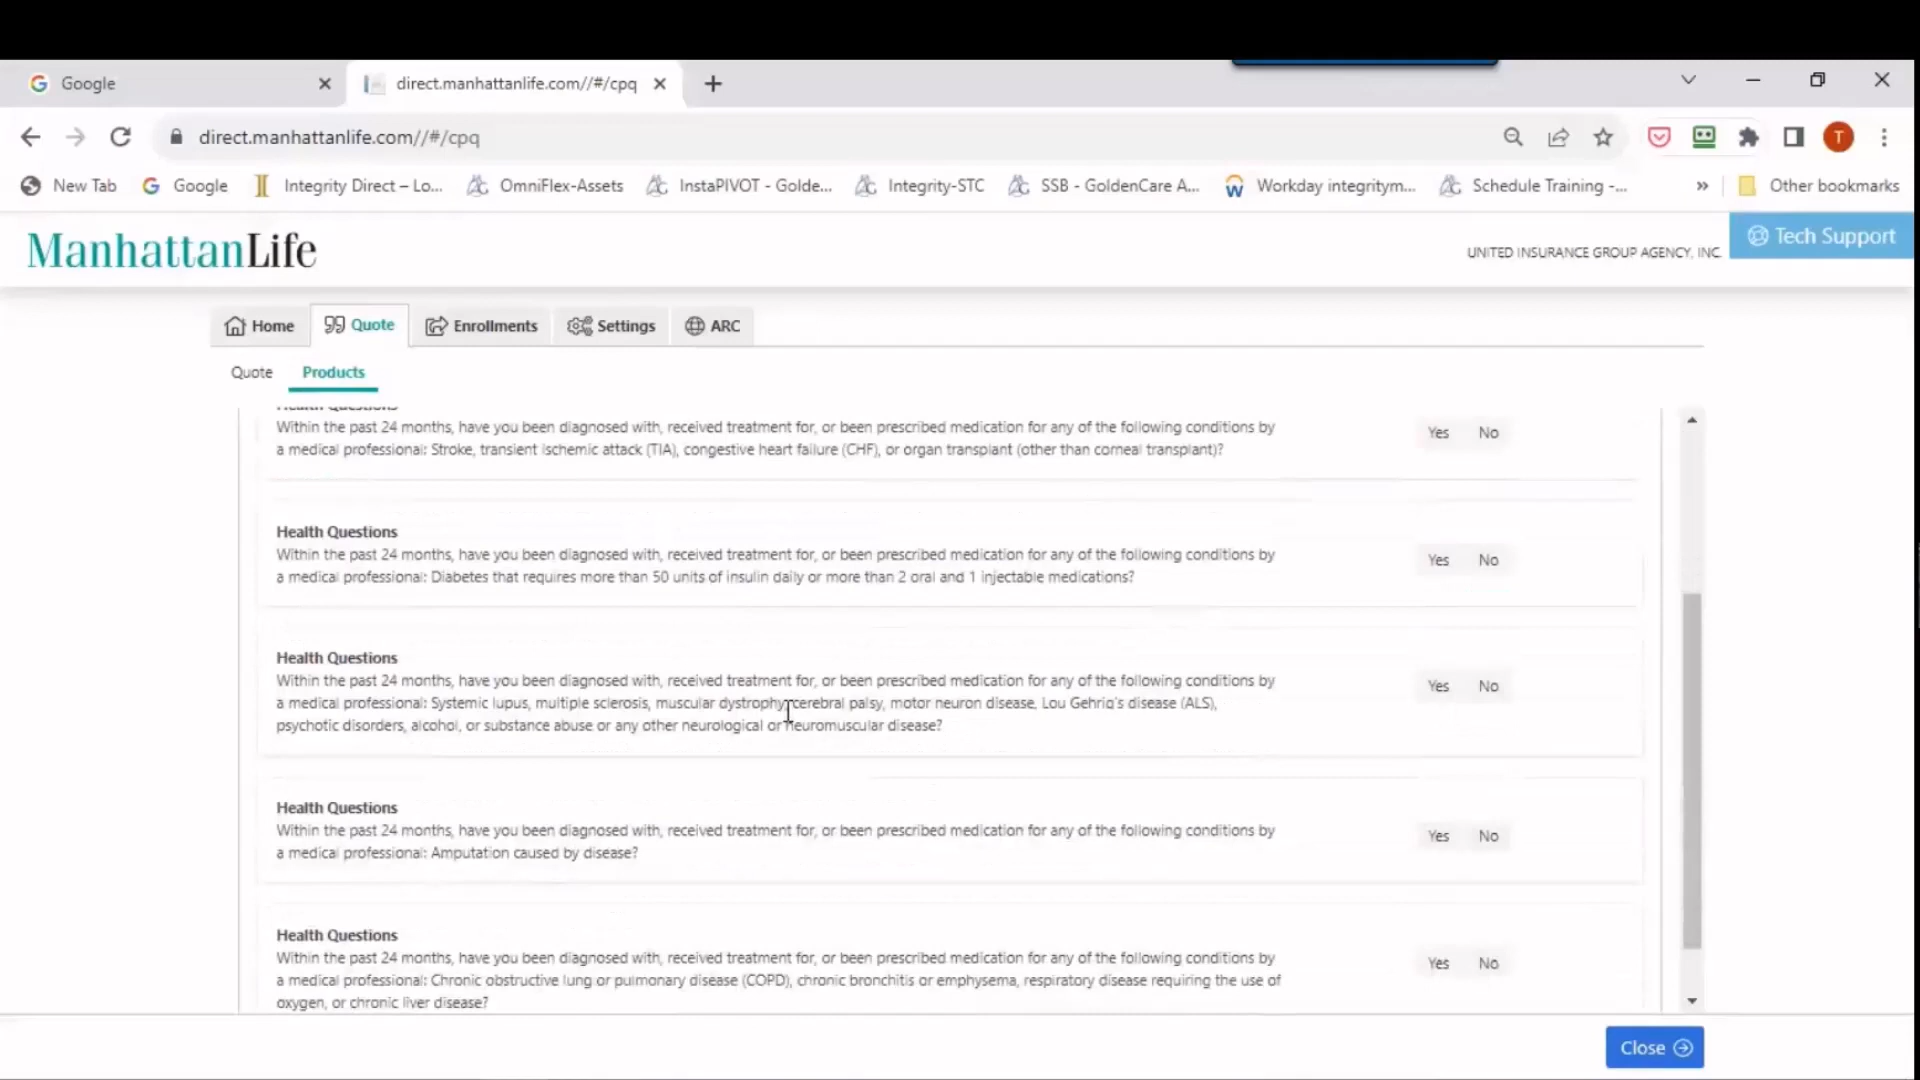 Google
direct.manhattanlife.com//#/cpq
direct.manhattanlife.com//#/cpq
T
New Tab
Google
Integrity Direct – Lo...
OmniFlex-Assets
InstaPIVOT - Golde...
Integrity-STC
SSB - GoldenCare A...
Workday integritym...
Schedule Training -...
»
Other bookmarks
ManhattanLife
UNITED INSURANCE GROUP AGENCY, INC.
Tech Support
Home
Quote
Enrollments
Settings
ARC
Quote
Products
Health Questions
Within the past 24 months, have you been diagnosed with, received treatment for, or been prescribed medication for any of the following conditions by
a medical professional: Stroke, transient ischemic attack (TIA), congestive heart failure (CHF), or organ transplant (other than corneal transplant)?
Yes No
Health Questions
Within the past 24 months, have you been diagnosed with, received treatment for, or been prescribed medication for any of the following conditions by
a medical professional: Diabetes that requires more than 50 units of insulin daily or more than 2 oral and 1 injectable medications?
Yes No
Health Questions
Within the past 24 months, have you been diagnosed with, received treatment for, or been prescribed medication for any of the following conditions by
a medical professional: Systemic lupus, multiple sclerosis, muscular dystrophy, cerebral palsy, motor neuron disease, Lou Gehrig's disease (ALS),
psychotic disorders, alcohol, or substance abuse or any other neurological or neuromuscular disease?
Yes No
Health Questions
Within the past 24 months, have you been diagnosed with, received treatment for, or been prescribed medication for any of the following conditions by
a medical professional: Amputation caused by disease?
Yes No
Health Questions
Within the past 24 months, have you been diagnosed with, received treatment for, or been prescribed medication for any of the following conditions by
a medical professional: Chronic obstructive lung or pulmonary disease (COPD), chronic bronchitis or emphysema, respiratory disease requiring the use of
oxygen, or chronic liver disease?
Yes No
Close